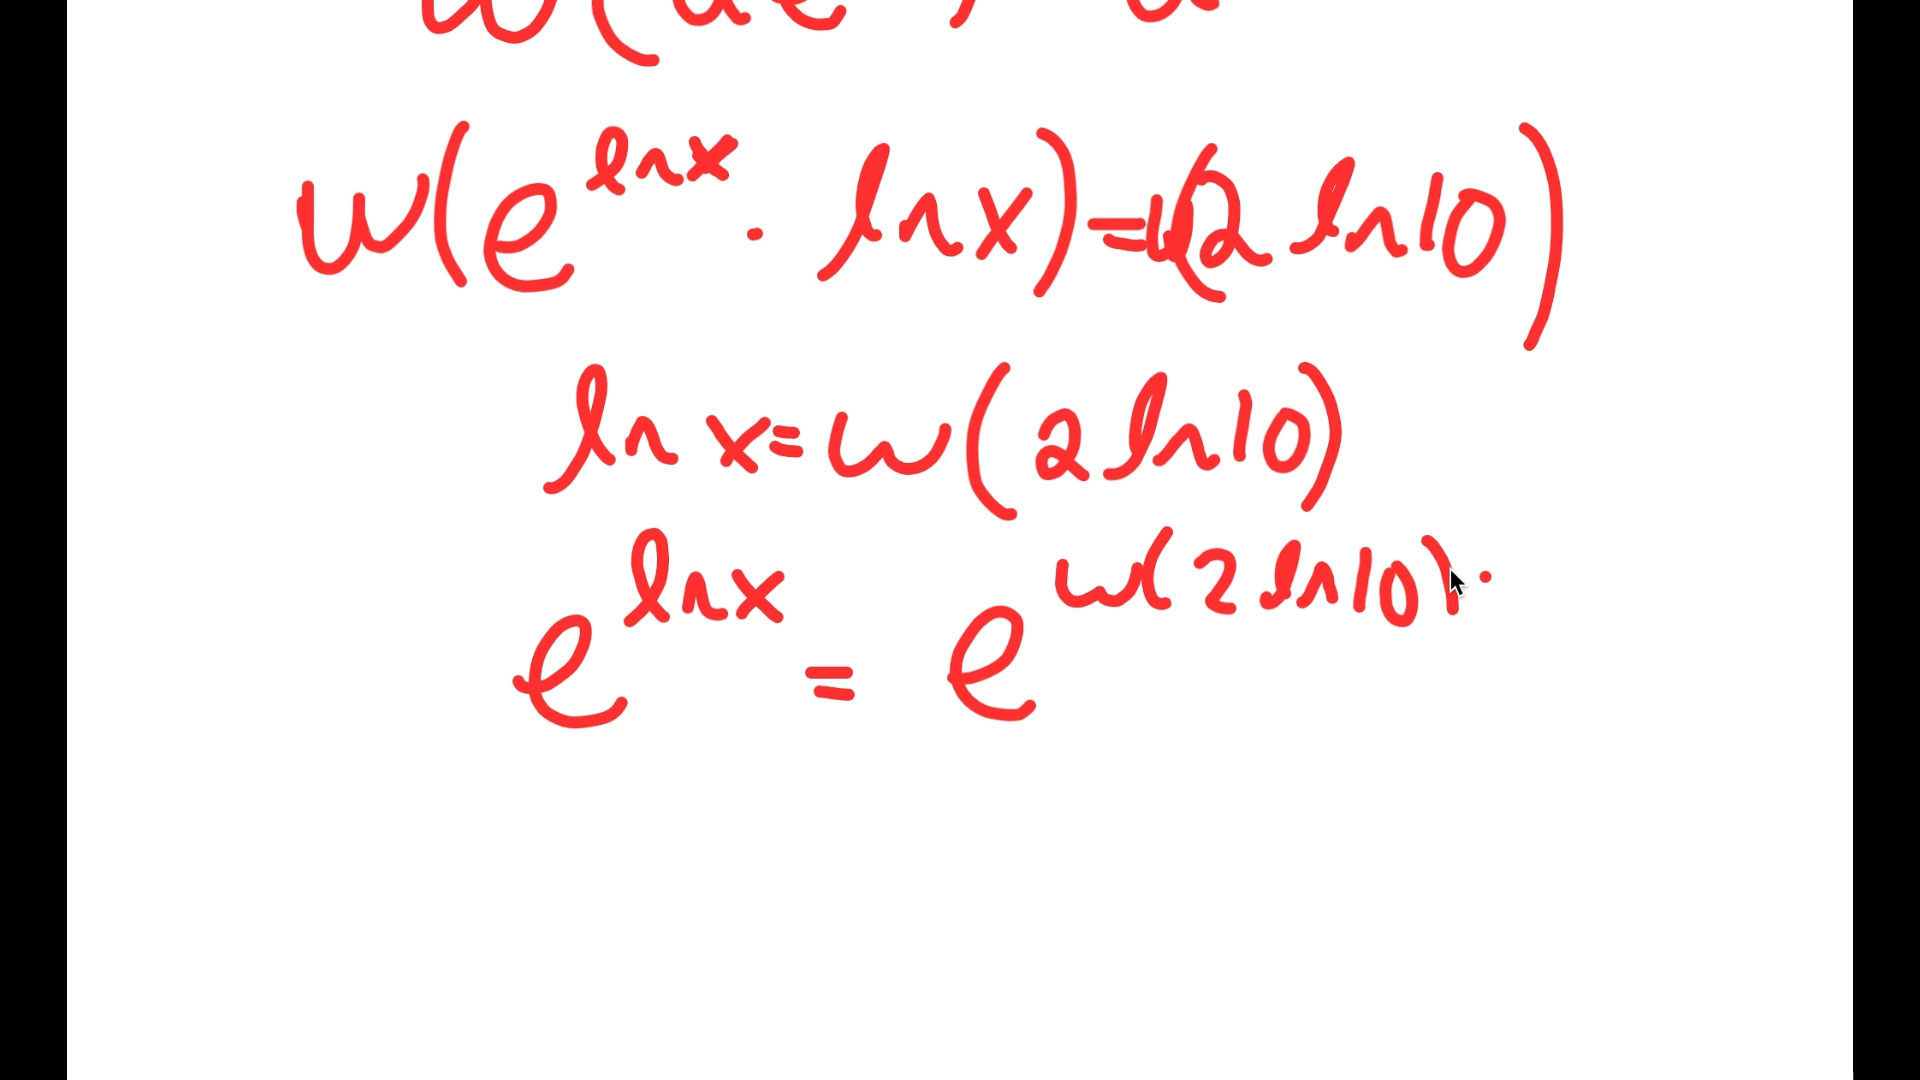 W(e^{ln x} · ln x) = W(2 ln 10)
ln x = W(2 ln 10)
e^{ln x} = e^{W(2 ln 10)} ·